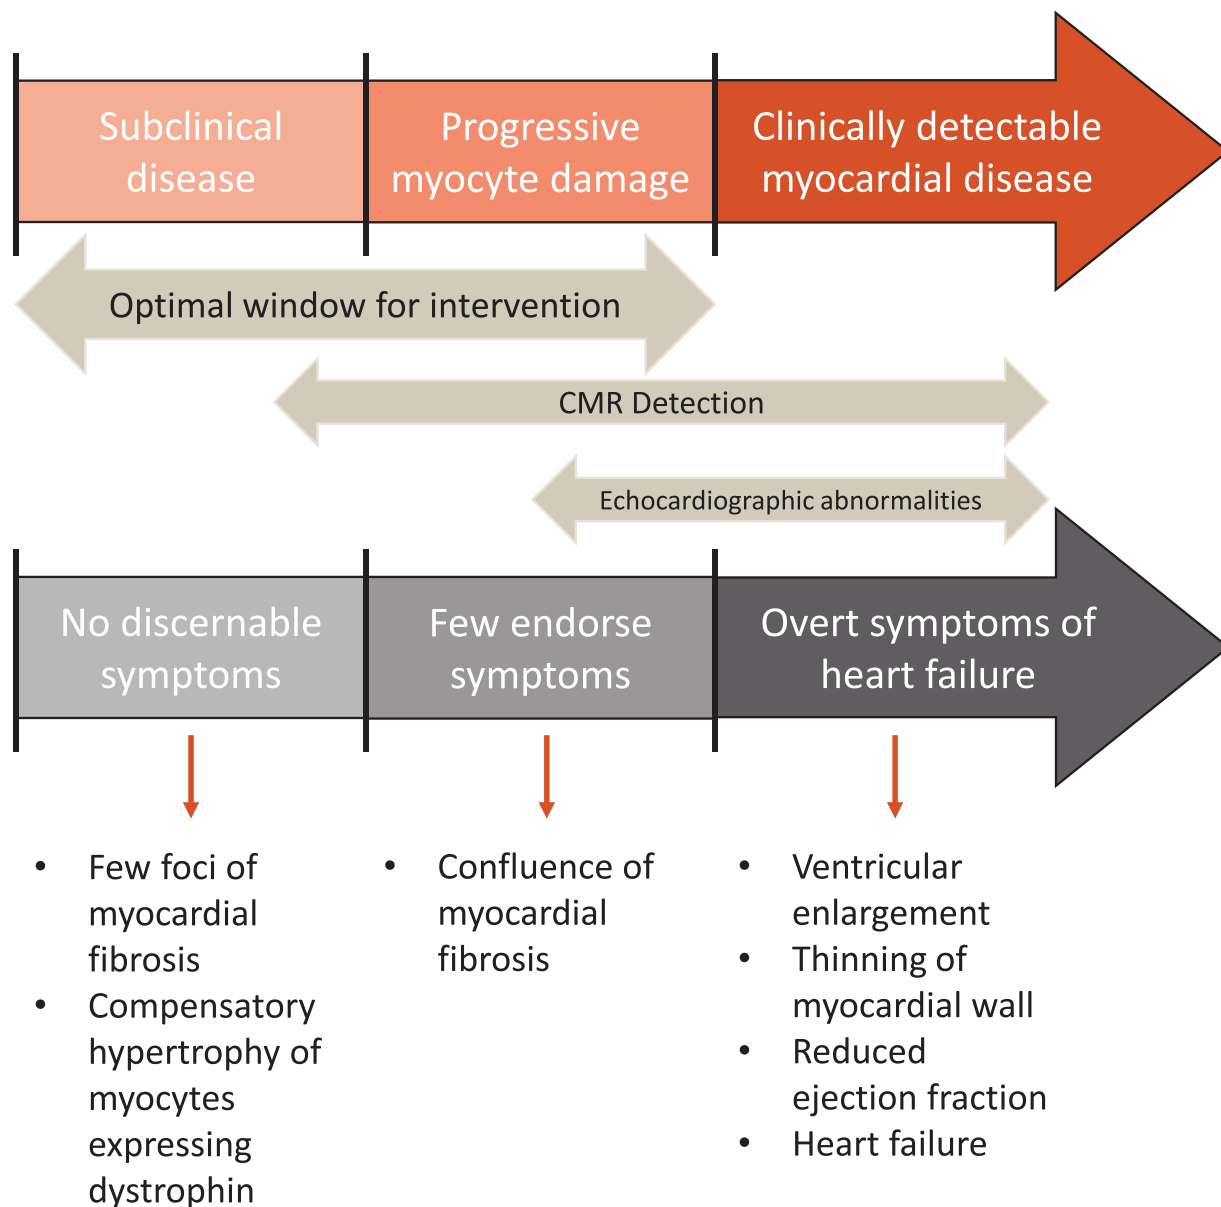 Subclinical
disease
Progressive
myocyte damage
Clinically detectable
myocardial disease
Optimal window for intervention
CMR Detection
Echocardiographic abnormalities
No discernable
symptoms
Few endorse
symptoms
Overt symptoms of
heart failure
• Few foci of
myocardial
fibrosis
• Compensatory
hypertrophy of
myocytes
expressing
dystrophin
• Confluence of
myocardial
fibrosis
• Ventricular
enlargement
• Thinning of
myocardial wall
• Reduced
ejection fraction
• Heart failure